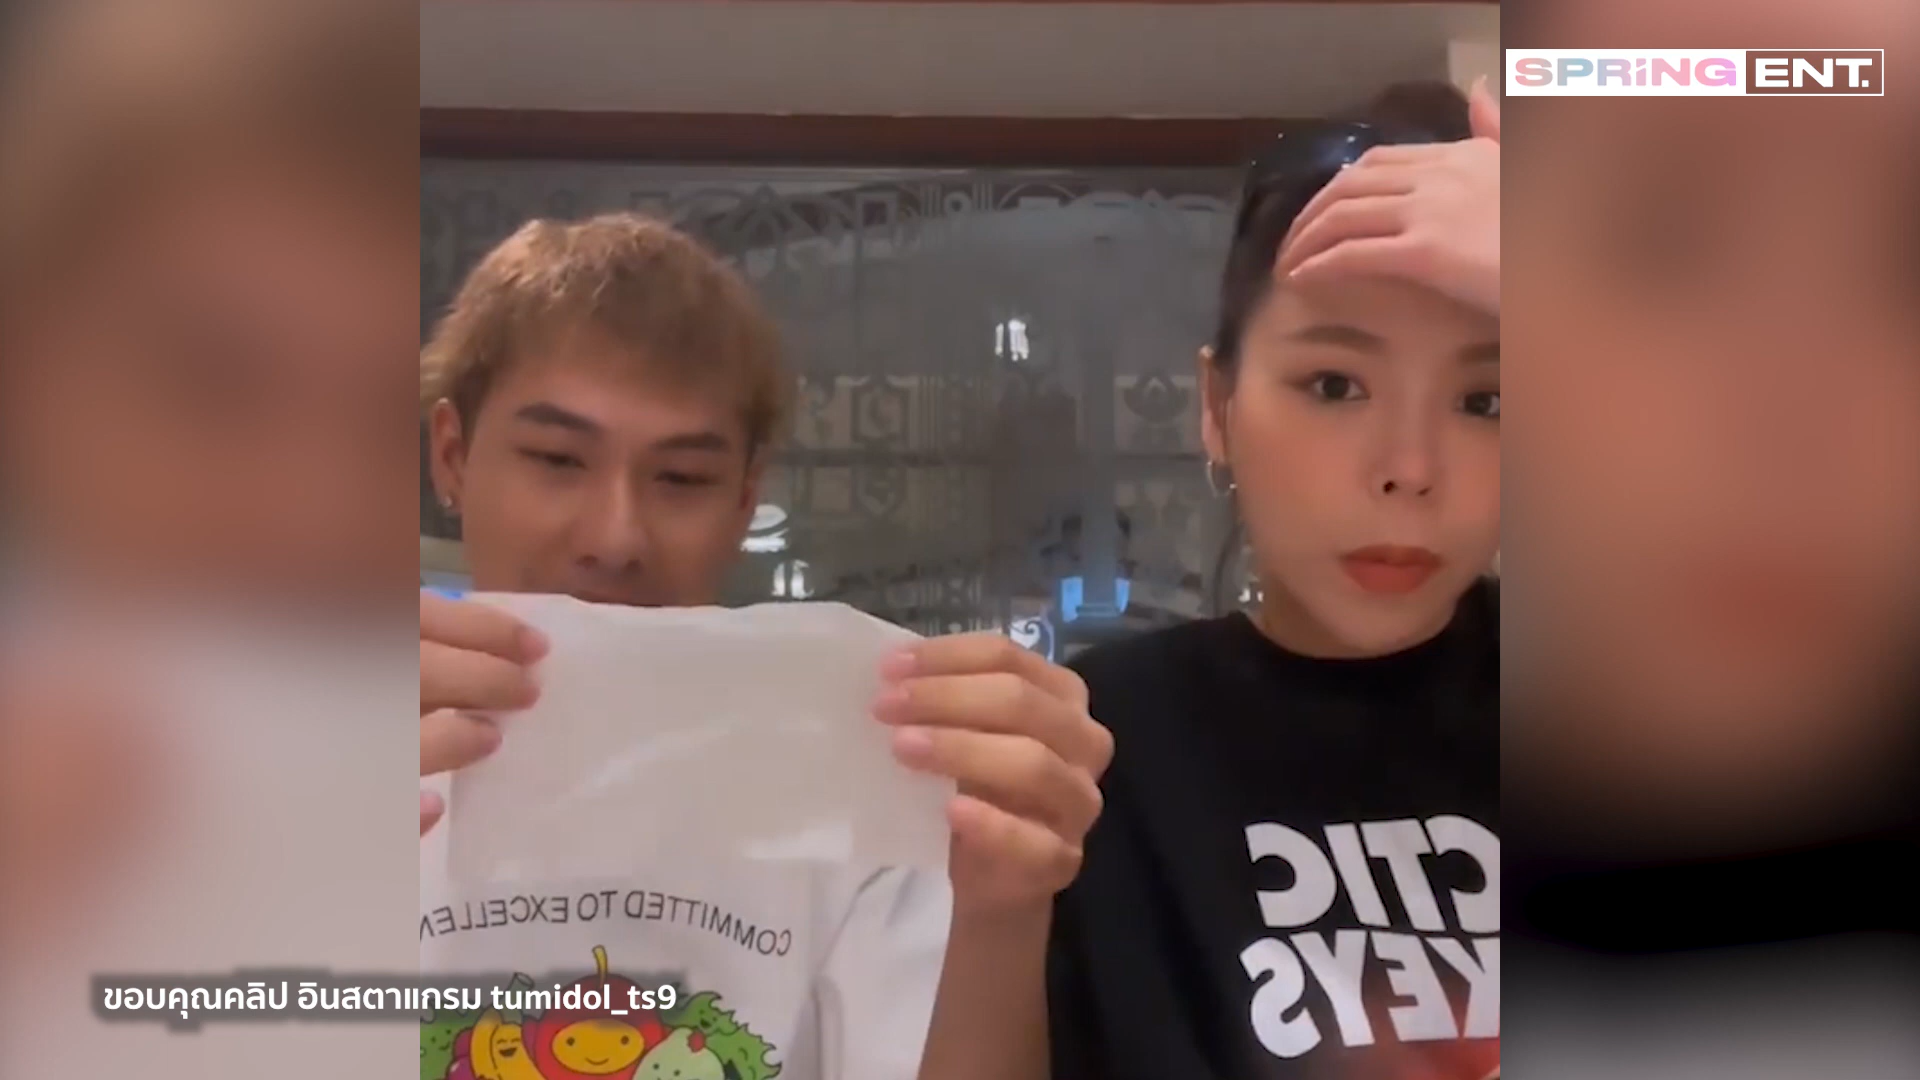 SPRiNG ENT.
COMMITTED TO EXCELLEN
CTIC
KEYS
ขอบคุณคลิป อินสตาแกรม tumidol_ts9